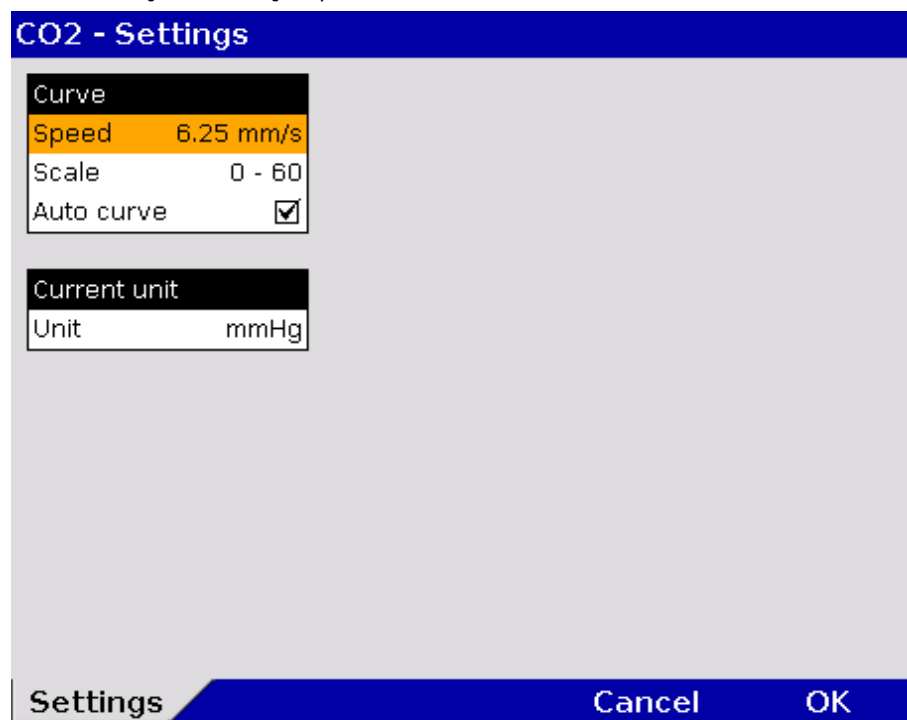 CO2 - Settings
Curve
Speed 6.25 mm/s
Scale 0 - 60
Auto curve
Current unit
Unit mmHg
Settings Cancel OK